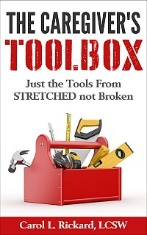 THE CAREGIVER'S
TOOLBOX
Just the Tools From
STRETCHED not Broken
Carol L. Rickard, LCSW